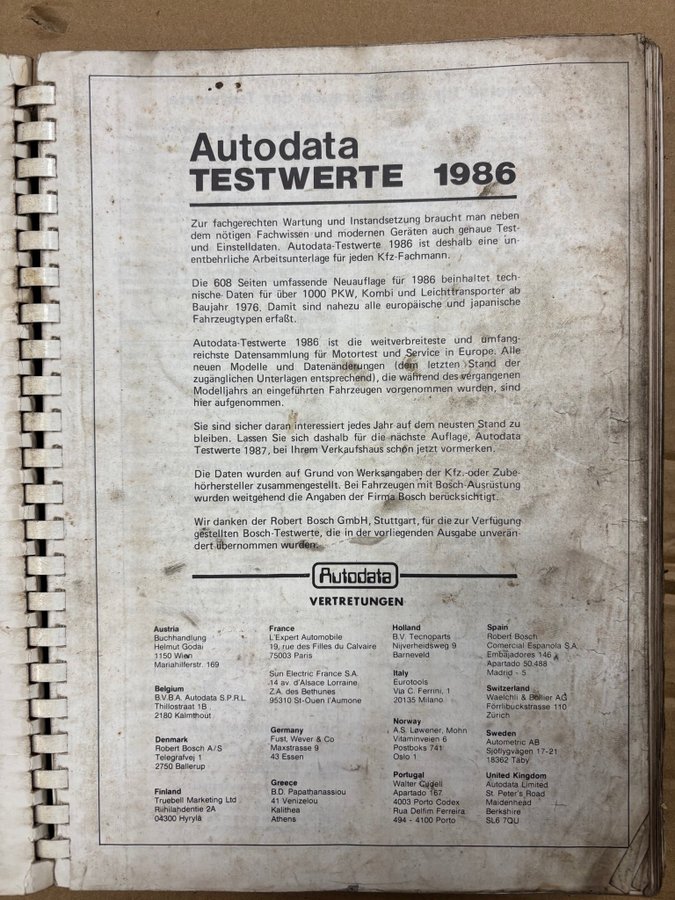 Autodata
TESTWERTE 1986
Zur fachgerechten Wartung und Instandsetzung braucht man neben
dem nötigen Fachwissen und modernen Geräten auch genaue Test-
und Einstelldaten. Autodata-Testwerte 1986 ist deshalb eine un-
entbehrliche Arbeitsunterlage für jeden Kfz-Fachmann.
Die 608 Seiten umfassende Neuauflage für 1986 beinhaltet tech-
nische Daten für über 1000 PKW, Kombi und Leichttransporter ab
Baujahr 1976. Damit sind nahezu alle europäische und japanische
Fahrzeugtypen erfaßt.
Autodata-Testwerte 1986 ist die weitverbreiteste und umfang-
reichste Datensammlung für Motortest und Service in Europe. Alle
neuen Modelle und Datenänderungen (dem letzten Stand der
zugänglichen Unterlagen entsprechend), die während des vergangenen
Modelljahrs an eingeführten Fahrzeugen vorgenommen wurden, sind
hier aufgenommen.
Sie sind sicher daran interessiert jedes Jahr auf dem neusten Stand zu
bleiben. Lassen Sie sich dashalb für die nächste Auflage, Autodata
Testwerte 1987, bei Ihrem Verkaufshaus schon jetzt vormerken.
Die Daten wurden auf Grund von Werksangaben der Kfz.-oder Zube-
hörhersteller zusammengestellt. Bei Fahrzeugen mit Bosch-Ausrüstung
wurden weitgehend die Angaben der Firma Bosch berücksichtigt.
Wir danken der Robert Bosch GmbH, Stuttgart, für die zur Verfügung
gestellten Bosch-Testwerte, die in der vorliegenden Ausgabe unverän-
dert übernommen wurden.
Autodata
VERTRETUNGEN
Austria
Buchhandlung
Helmut Godai
1150 Wien
Mariahilferstr. 169
Belgium
B.V.B.A. Autodata S.P.R.L.
Thillostraat 1B
2180 Kalmthout
Denmark
Robert Bosch A/S
Telegrafvej 1
2750 Ballerup
Finland
Truebell Marketing Ltd
Riihilahdentie 2A
04300 Hyrylä
France
L'Expert Automobile
19, rue des Filles du Calvaire
75003 Paris
Sun Electric France S.A.
14 av. d'Alsace Lorraine
Z.A. des Bethunes
95310 St-Ouen l'Aumone
Germany
Fust, Wever & Co
Maxstrasse 9
43 Essen
Greece
B.D. Papathanassiou
41 Venizelou
Kalithea
Athens
Holland
B.V. Tecnoparts
Nijverheidsweg 9
Barneveld
Italy
Eurotools
Via C. Ferrini, 1
20135 Milano
Norway
A.S. Løwener, Mohn
Vitaminveien 6
Postboks 741
Oslo 1
Portugal
Walter Cudell
Apartado 167
4003 Porto Codex
Rua Delfim Ferreira
494 - 4100 Porto
Spain
Robert Bosch
Comercial Espanola S.A.
Embajadores 146
Apartado 50.488
Madrid - 5
Switzerland
Waelchli & Bollier AG
Förrlibuckstrasse 110
Zürich
Sweden
Autometric AB
Sjöflygvägen 17-21
18362 Täby
United Kingdom
Autodata Limited
St. Peter's Road
Maidenhead
Berkshire
SL6 7QU